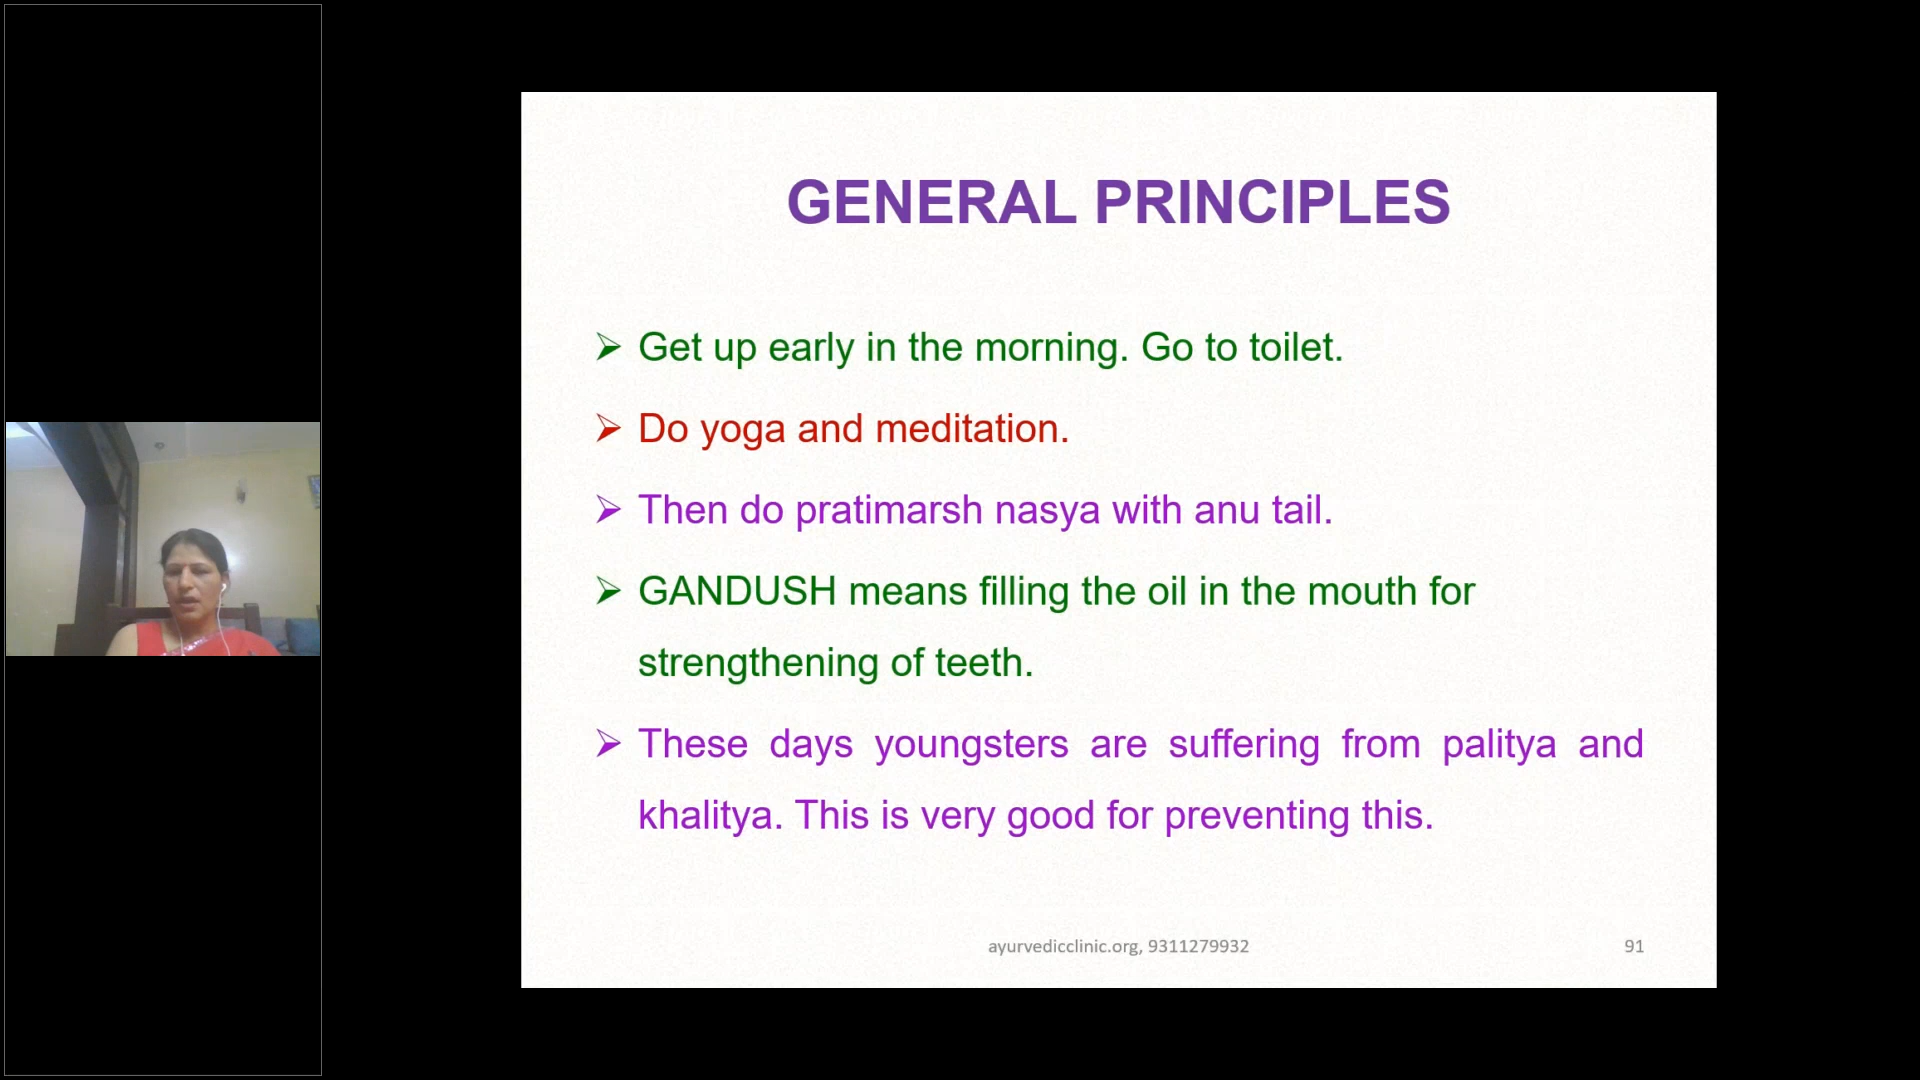 GENERAL PRINCIPLES
➢ Get up early in the morning. Go to toilet.
➢ Do yoga and meditation.
➢ Then do pratimarsh nasya with anu tail.
➢ GANDUSH means filling the oil in the mouth for
strengthening of teeth.
➢ These days youngsters are suffering from palitya and
khalitya. This is very good for preventing this.
ayurvedicclinic.org, 9311279932
91